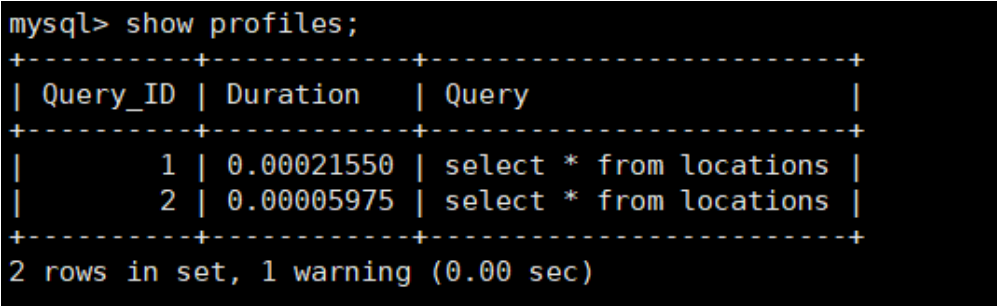 mysql> show profiles;
+----------+------------+-------------------------+
| Query_ID | Duration   | Query                   |
+----------+------------+-------------------------+
|        1 | 0.00021550 | select * from locations |
|        2 | 0.00005975 | select * from locations |
+----------+------------+-------------------------+
2 rows in set, 1 warning (0.00 sec)